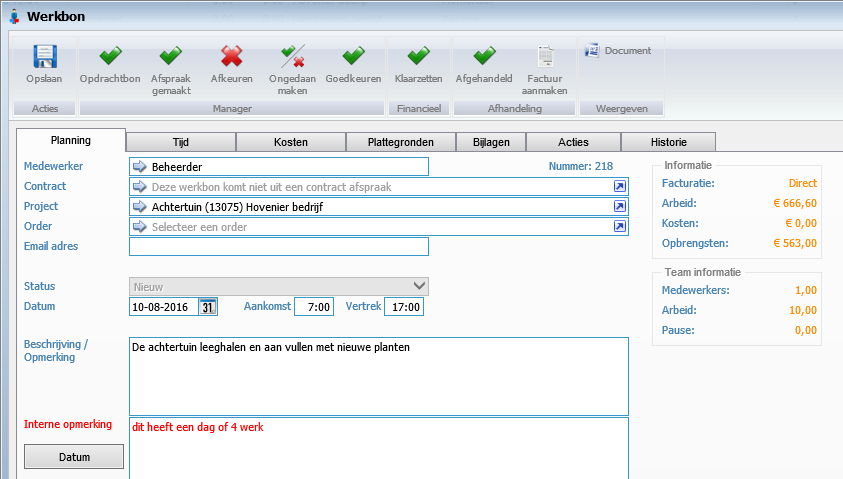 Werkbon
Opslaan
Opdrachtbon
Afspraak gemaakt
Afkeuren
Ongedaan maken
Goedkeuren
Klaarzetten
Afgehandeld
Factuur aanmaken
Document
Acties
Manager
Financieel
Afhandeling
Weergeven
Planning
Tijd
Kosten
Plattegronden
Bijlagen
Acties
Historie
Medewerker Beheerder Nummer: 218
Contract Deze werkbon komt niet uit een contract afspraak
Project Achtertuin (13075) Hovenier bedrijf
Order Selecteer een order
Email adres
Status Nieuw
Datum 10-08-2016 31 Aankomst 7:00 Vertrek 17:00
Beschrijving / Opmerking
De achtertuin leeghalen en aan vullen met nieuwe planten
Interne opmerking
dit heeft een dag of 4 werk
Datum
Informatie
Facturatie: Direct
Arbeid: € 666,60
Kosten: € 0,00
Opbrengsten: € 563,00
Team informatie
Medewerkers: 1,00
Arbeid: 10,00
Pause: 0,00